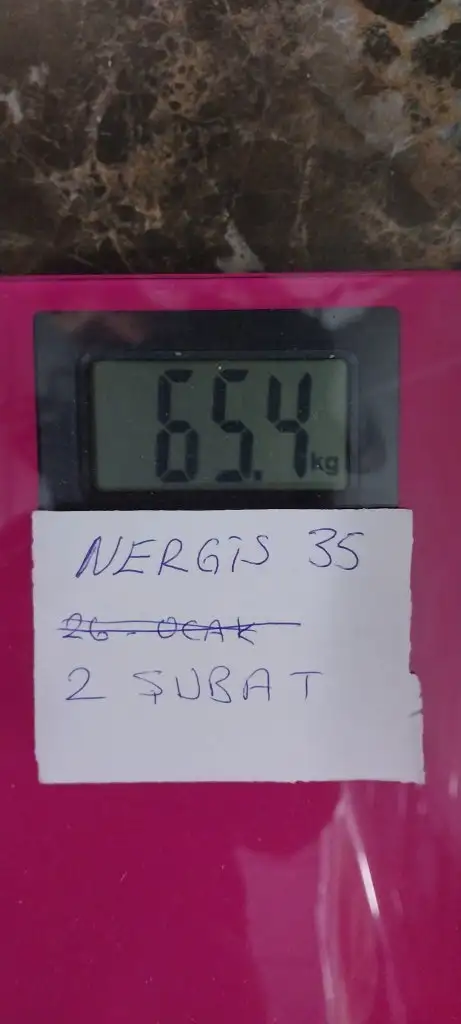 65.4 kg
NERGİS 35
26 - OCAK
2 ŞUBAT